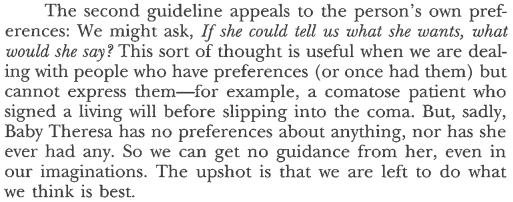 The second guideline appeals to the person's own pref-
erences: We might ask, If she could tell us what she wants, what
would she say? This sort of thought is useful when we are deal-
ing with people who have preferences (or once had them) but
cannot express them—for example, a comatose patient who
signed a living will before slipping into the coma. But, sadly,
Baby Theresa has no preferences about anything, nor has she
ever had any. So we can get no guidance from her, even in
our imaginations. The upshot is that we are left to do what
we think is best.